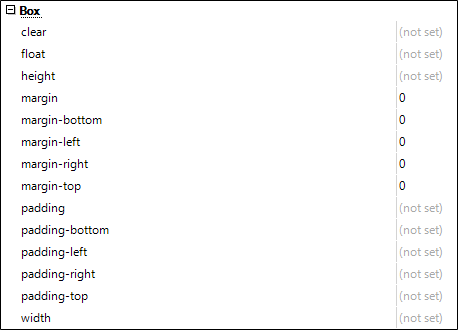 Box
clear (not set)
float (not set)
height (not set)
margin 0
margin-bottom 0
margin-left 0
margin-right 0
margin-top 0
padding (not set)
padding-bottom (not set)
padding-left (not set)
padding-right (not set)
padding-top (not set)
width (not set)